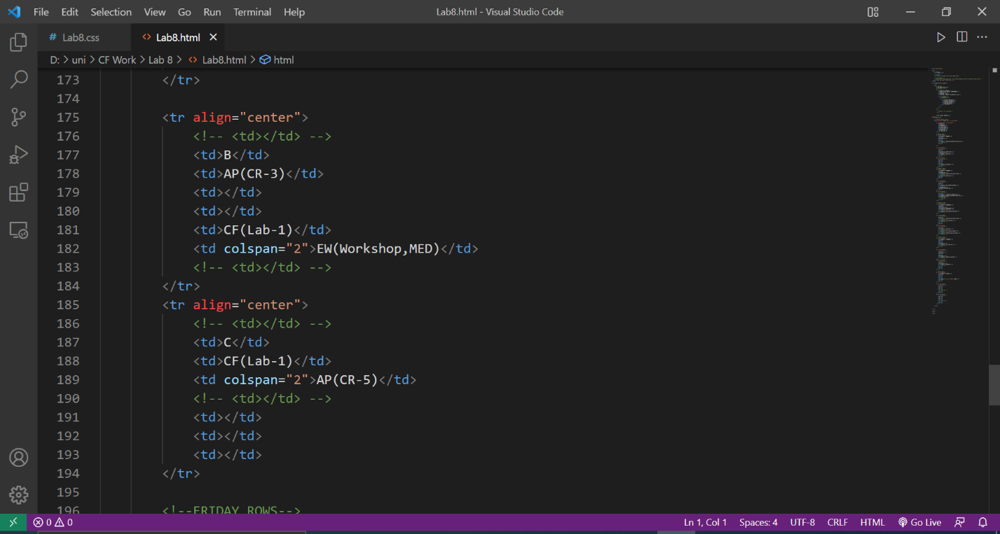 File Edit Selection View Go Run Terminal Help Lab8.html - Visual Studio Code
# Lab8.css <> Lab8.html ×
D: > uni > CF Work > Lab 8 > <> Lab8.html > html
173 </tr>
174
175 <tr align="center">
176 <!-- <td></td> -->
177 <td>B</td>
178 <td>AP(CR-3)</td>
179 <td></td>
180 <td></td>
181 <td>CF(Lab-1)</td>
182 <td colspan="2">EW(Workshop,MED)</td>
183 <!-- <td></td> -->
184 </tr>
185 <tr align="center">
186 <!-- <td></td> -->
187 <td>C</td>
188 <td>CF(Lab-1)</td>
189 <td colspan="2">AP(CR-5)</td>
190 <!-- <td></td> -->
191 <td></td>
192 <td></td>
193 <td></td>
194 </tr>
195
196 <!--FRIDAY ROWS-->
0 0 Ln 1, Col 1 Spaces: 4 UTF-8 CRLF HTML Go Live